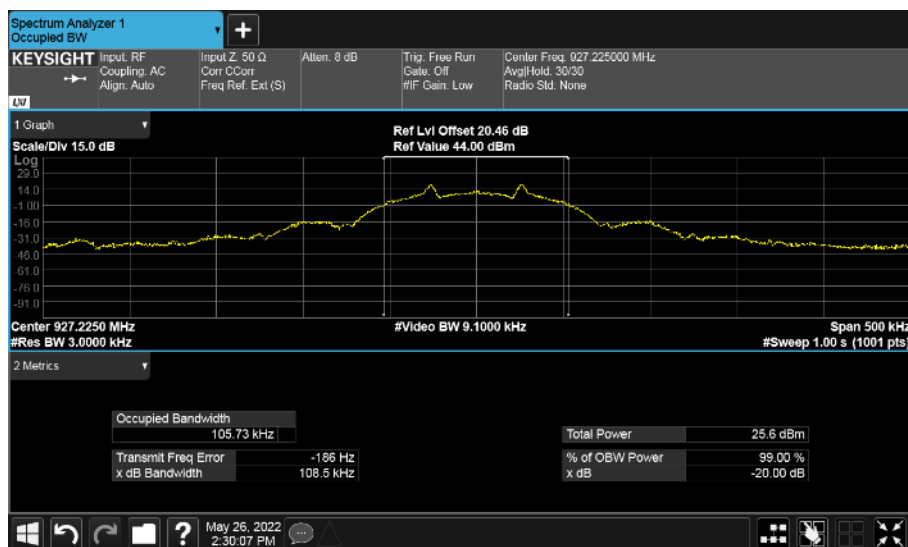 Spectrum Analyzer 1
Occupied BW
+
KEYSIGHT
Input: RF
Coupling: AC
Align: Auto
Input Z: 50 Ω
Corr CCorr
Freq Ref: Ext (S)
Atten: 8 dB
Trig: Free Run
Gate: Off
#IF Gain: Low
Center Freq: 927.225000 MHz
Avg|Hold: 30/30
Radio Std: None
LXI
1 Graph
Scale/Div 15.0 dB
Ref Lvl Offset 20.46 dB
Ref Value 44.00 dBm
Log
29.0
14.0
-1.00
-16.0
-31.0
-46.0
-61.0
-76.0
-91.0
Center 927.2250 MHz
#Res BW 3.0000 kHz
#Video BW 9.1000 kHz
Span 500 kHz
#Sweep 1.00 s (1001 pts)
2 Metrics
Occupied Bandwidth
105.73 kHz
Transmit Freq Error -186 Hz
x dB Bandwidth 108.5 kHz
Total Power 25.6 dBm
% of OBW Power 99.00 %
x dB -20.00 dB
?
May 26, 2022
2:30:07 PM